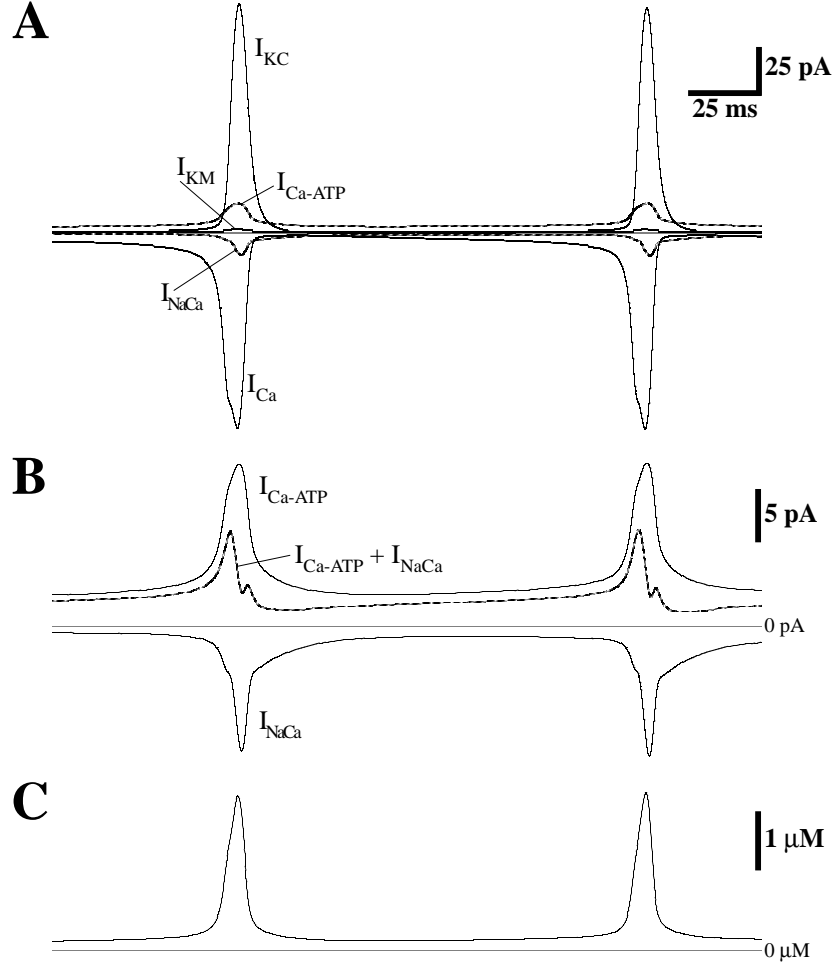 A
I_KC
25 pA
25 ms
I_KM
I_Ca-ATP
I_NaCa
I_Ca
B
I_Ca-ATP
5 pA
I_Ca-ATP + I_NaCa
0 pA
I_NaCa
C
1 μM
0 μM